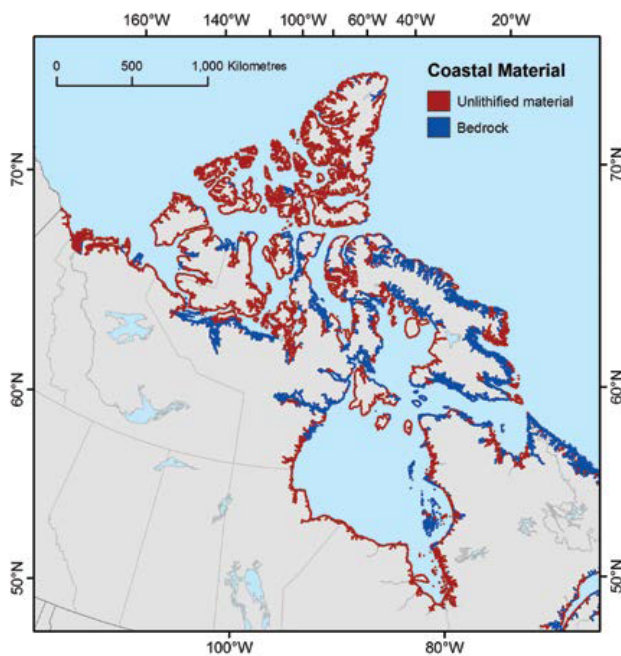 160°W 140°W 120°W 100°W 80°W 60°W 40°W 20°W
0 500 1,000 Kilometres
Coastal Material
Unlithified material
Bedrock
70°N 70°N
60°N 60°N
50°N 50°N
100°W 80°W